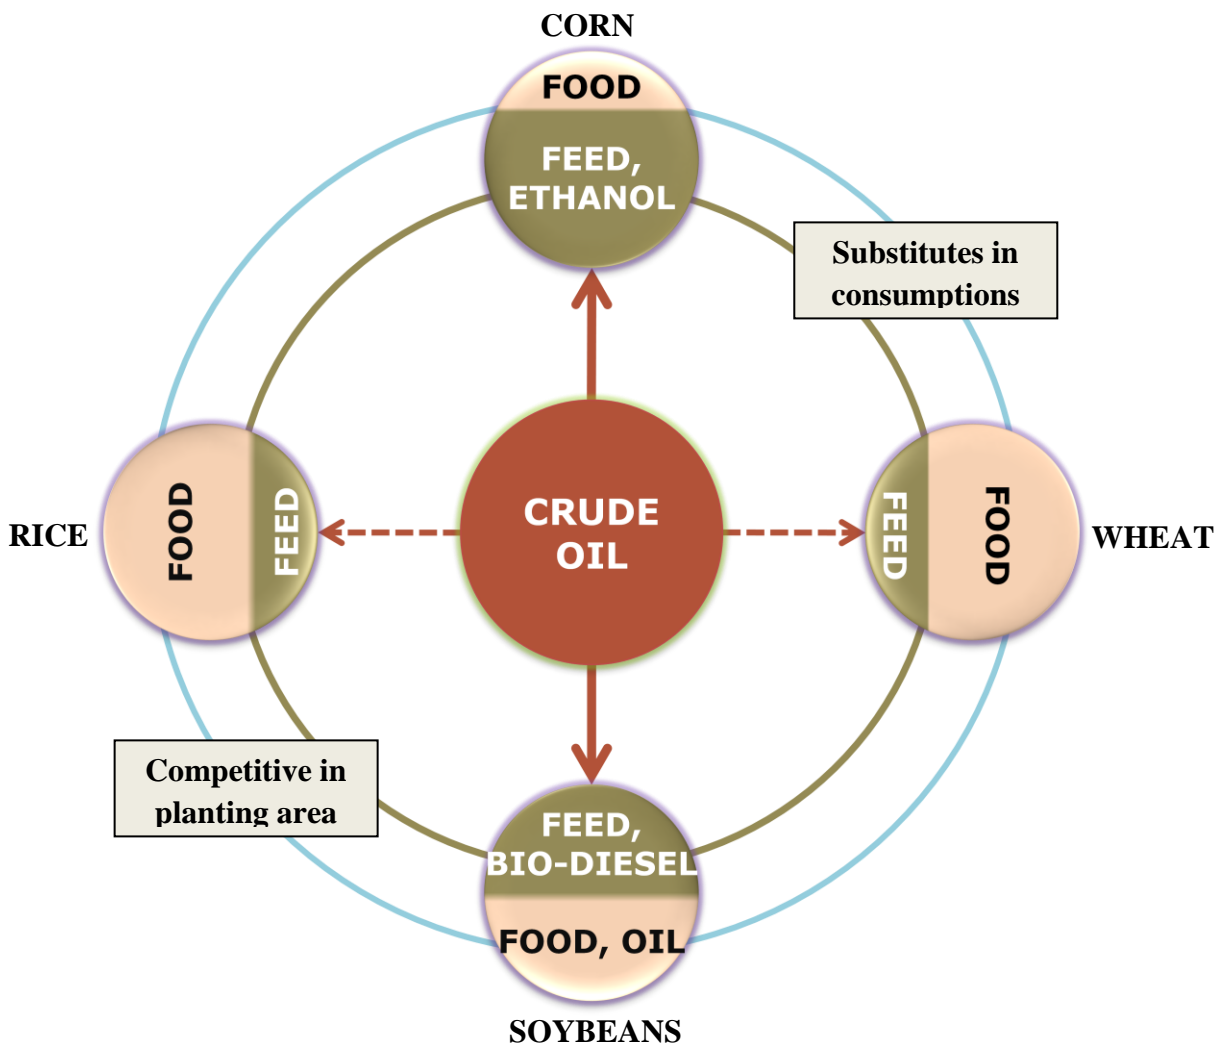 CORN
FOOD
FEED,
ETHANOL
Substitutes in
consumptions
RICE
FOOD
FEED
CRUDE
OIL
FEED
FOOD
WHEAT
Competitive in
planting area
FEED,
BIO-DIESEL
FOOD, OIL
SOYBEANS